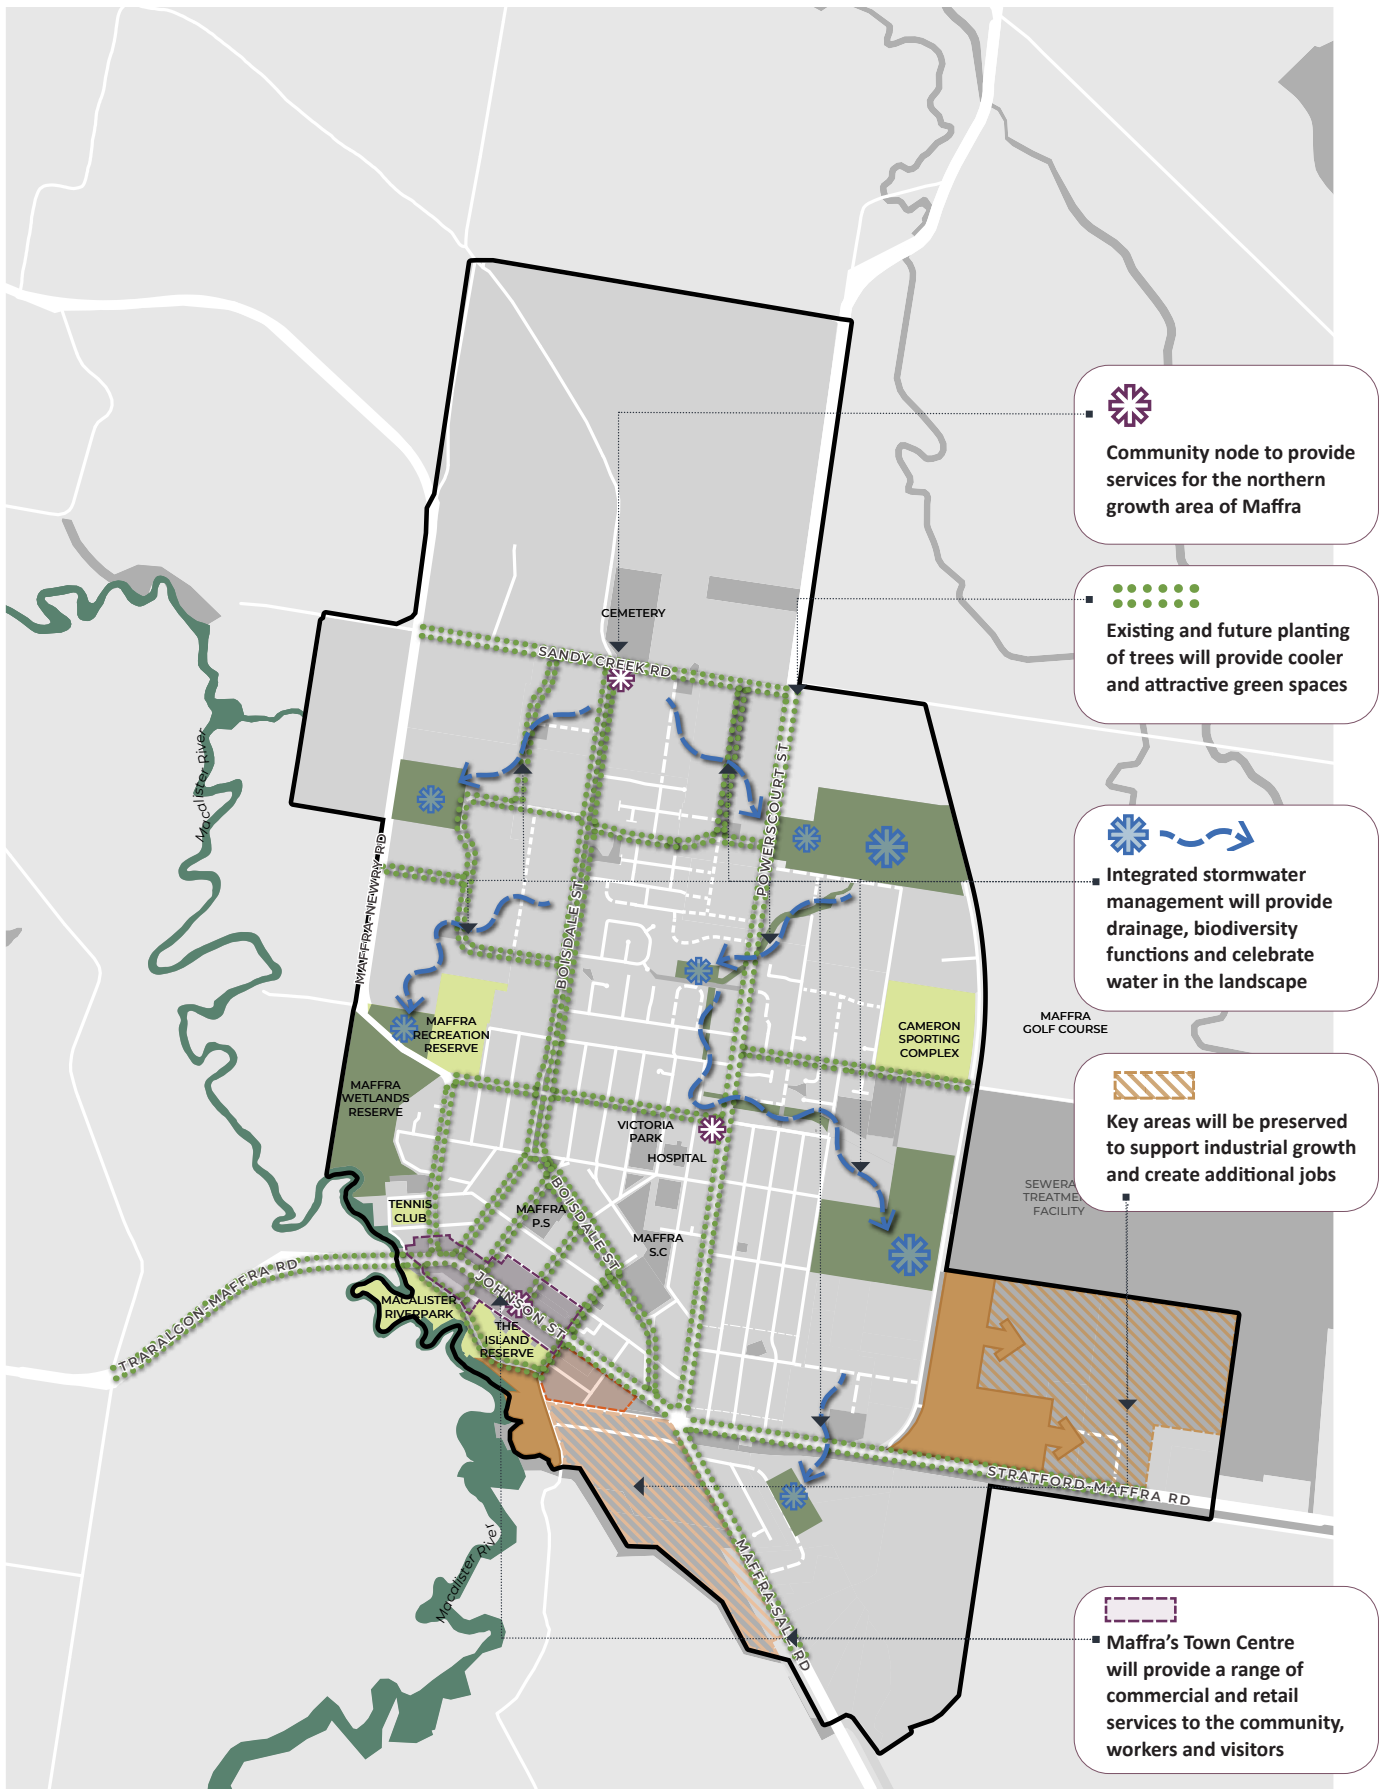 Community node to provide
services for the northern
growth area of Maffra
CEMETERY
SANDY CREEK RD
Existing and future planting
of trees will provide cooler
and attractive green spaces
Macalister River
POWERSCOURT ST
MAFFRA-NEWRY RD
BOISDALE ST
Integrated stormwater
management will provide
drainage, biodiversity
functions and celebrate
water in the landscape
MAFFRA
RECREATION
RESERVE
CAMERON
SPORTING
COMPLEX
MAFFRA
GOLF COURSE
MAFFRA
WETLANDS
RESERVE
VICTORIA
PARK
HOSPITAL
Key areas will be preserved
to support industrial growth
and create additional jobs
SEWERA
TREATME
FACILITY
TENNIS
CLUB
MAFFRA
P.S
BOISDALE ST
MAFFRA
S.C
TRARALGON-MAFFRA RD
JOHNSON ST
MACALISTER
RIVERPARK
THE
ISLAND
RESERVE
STRATFORD-MAFFRA RD
Macalister River
MAFFRA-SALE RD
Maffra's Town Centre
will provide a range of
commercial and retail
services to the community,
workers and visitors